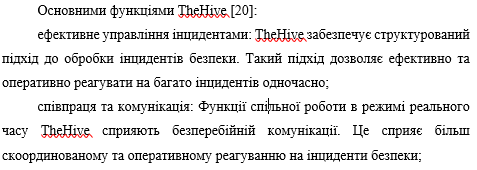 Основними функціями TheHive [20]:
ефективне управління інцидентами: TheHive забезпечує структурований
підхід до обробки інцидентів безпеки. Такий підхід дозволяє ефективно та
оперативно реагувати на багато інцидентів одночасно;
співпраця та комунікація: Функції спільної роботи в режимі реального
часу TheHive сприяють безперебійній комунікації. Це сприяє більш
скоординованому та оперативному реагуванню на інциденти безпеки;